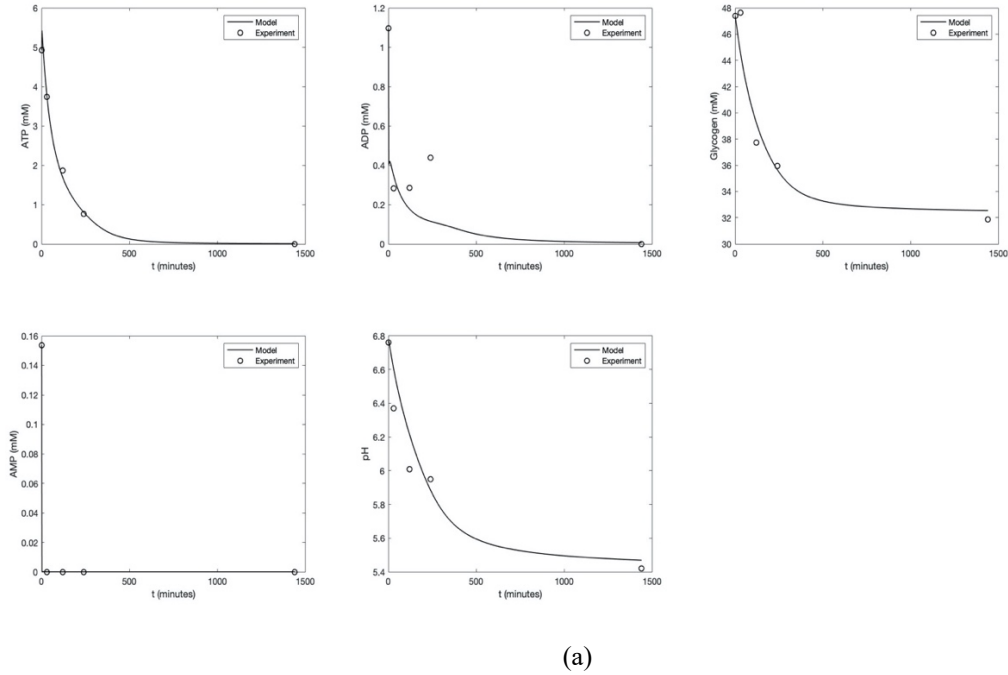 6
5
4
3
2
1
0
0
500
1000
1500
ATP (mM)
t (minutes)
Model
Experiment
1.2
1
0.8
0.6
0.4
0.2
0
0
500
1000
1500
ADP (mM)
t (minutes)
Model
Experiment
48
46
44
42
40
38
36
34
32
30
0
500
1000
1500
Glycogen (mM)
t (minutes)
Model
Experiment
0.16
0.14
0.12
0.1
0.08
0.06
0.04
0.02
0
0
500
1000
1500
AMP (mM)
t (minutes)
Model
Experiment
6.8
6.6
6.4
6.2
6
5.8
5.6
5.4
0
500
1000
1500
pH
t (minutes)
Model
Experiment
(a)